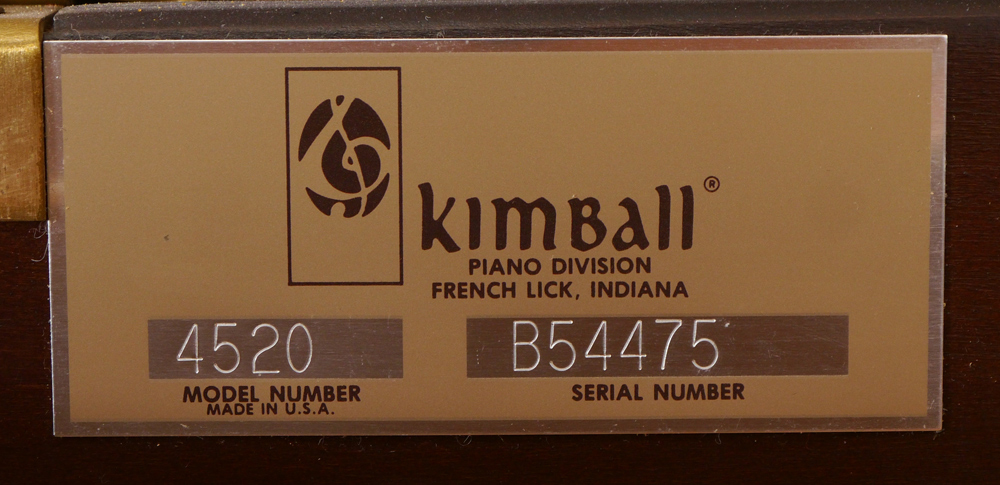 kimball®
PIANO DIVISION
FRENCH LICK, INDIANA
4520
MODEL NUMBER
MADE IN U.S.A.
B54475
SERIAL NUMBER